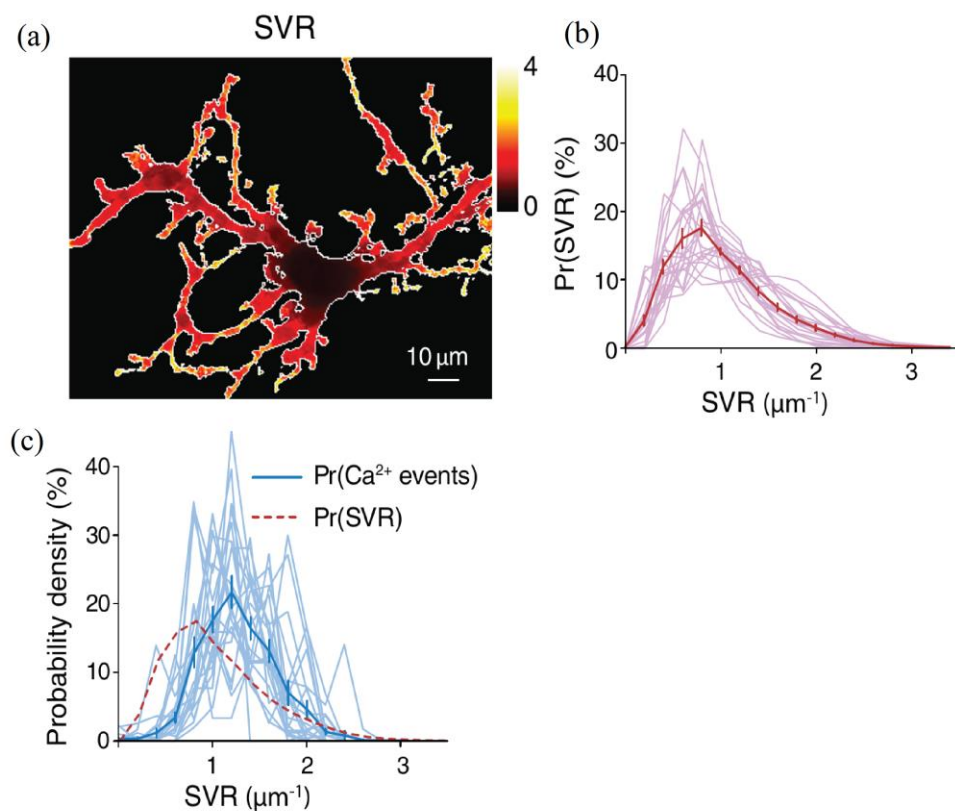 (a)
SVR
4
0
10 µm
(b)
Pr(SVR) (%)
40
30
20
10
0
1
2
3
SVR (µm⁻¹)
(c)
Probability density (%)
40
30
20
10
0
Pr(Ca²⁺ events)
Pr(SVR)
1
2
3
SVR (µm⁻¹)